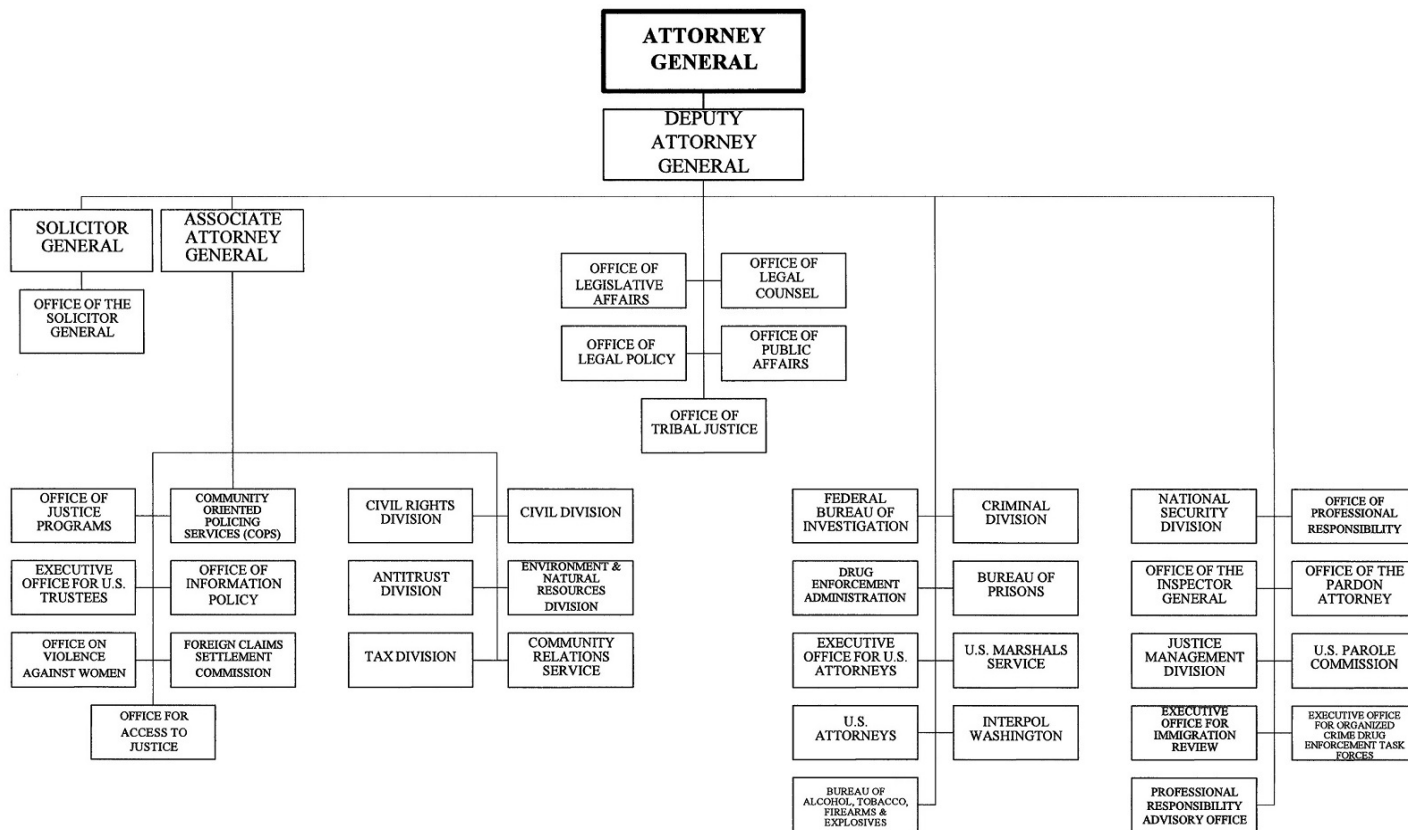 ATTORNEY
GENERAL
DEPUTY
ATTORNEY
GENERAL
SOLICITOR
GENERAL
ASSOCIATE
ATTORNEY
GENERAL
OFFICE OF THE
SOLICITOR
GENERAL
OFFICE OF
LEGISLATIVE
AFFAIRS
OFFICE OF
LEGAL
COUNSEL
OFFICE OF
LEGAL POLICY
OFFICE OF
PUBLIC
AFFAIRS
OFFICE OF
TRIBAL JUSTICE
OFFICE OF
JUSTICE
PROGRAMS
COMMUNITY
ORIENTED
POLICING
SERVICES (COPS)
CIVIL RIGHTS
DIVISION
CIVIL DIVISION
FEDERAL
BUREAU OF
INVESTIGATION
CRIMINAL
DIVISION
NATIONAL
SECURITY
DIVISION
OFFICE OF
PROFESSIONAL
RESPONSIBILITY
EXECUTIVE
OFFICE FOR U.S.
TRUSTEES
OFFICE OF
INFORMATION
POLICY
ANTITRUST
DIVISION
ENVIRONMENT &
NATURAL
RESOURCES
DIVISION
DRUG
ENFORCEMENT
ADMINISTRATION
BUREAU OF
PRISONS
OFFICE OF THE
INSPECTOR
GENERAL
OFFICE OF THE
PARDON
ATTORNEY
OFFICE ON
VIOLENCE
AGAINST WOMEN
FOREIGN CLAIMS
SETTLEMENT
COMMISSION
TAX DIVISION
COMMUNITY
RELATIONS
SERVICE
EXECUTIVE
OFFICE FOR U.S.
ATTORNEYS
U.S. MARSHALS
SERVICE
JUSTICE
MANAGEMENT
DIVISION
U.S. PAROLE
COMMISSION
OFFICE FOR
ACCESS TO
JUSTICE
U.S.
ATTORNEYS
INTERPOL
WASHINGTON
EXECUTIVE
OFFICE FOR
IMMIGRATION
REVIEW
EXECUTIVE OFFICE
FOR ORGANIZED
CRIME DRUG
ENFORCEMENT TASK
FORCES
BUREAU OF
ALCOHOL, TOBACCO,
FIREARMS &
EXPLOSIVES
PROFESSIONAL
RESPONSIBILITY
ADVISORY OFFICE